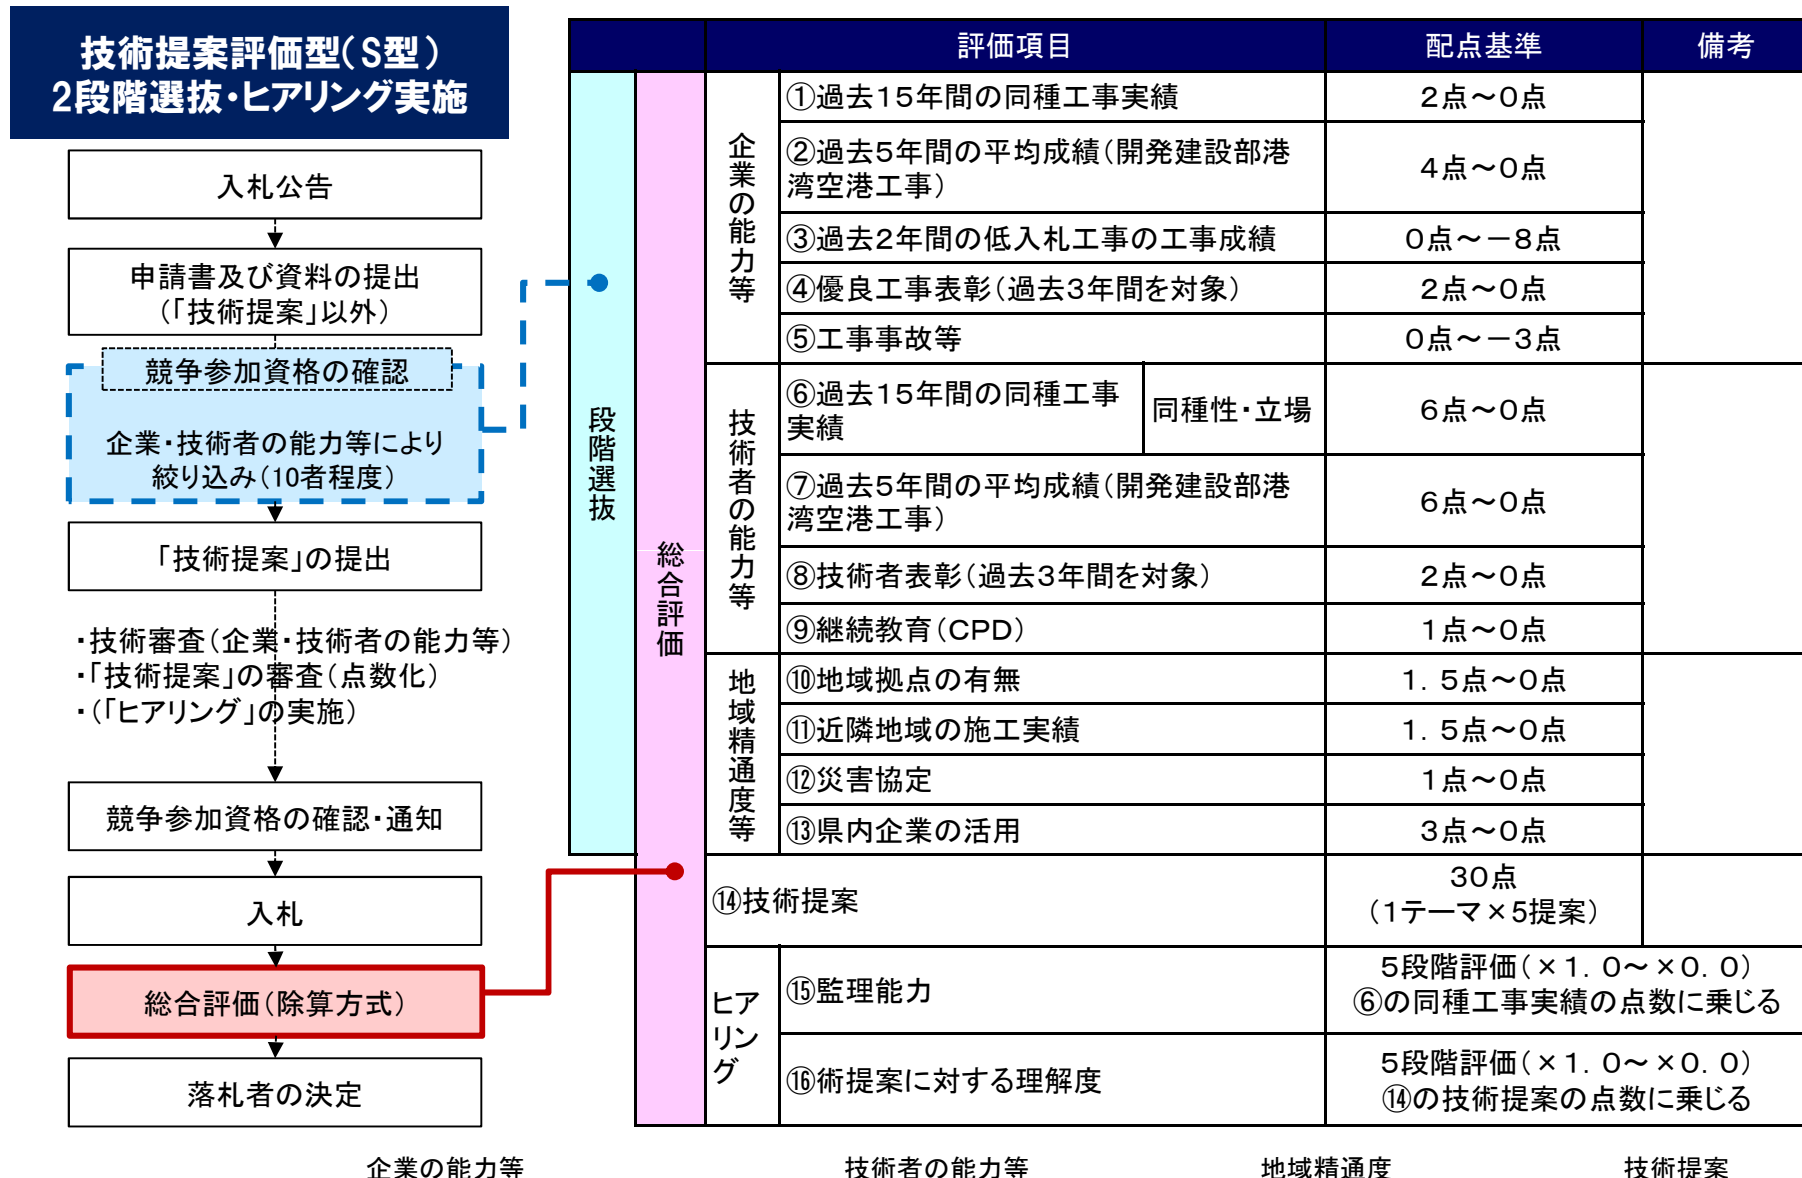 技術提案評価型（S型）
2段階選抜・ヒアリング実施
入札公告
申請書及び資料の提出
（「技術提案」以外）
競争参加資格の確認
企業・技術者の能力等により
絞り込み（10者程度）
「技術提案」の提出
・技術審査（企業・技術者の能力等）
・「技術提案」の審査（点数化）
・（「ヒアリング」の実施）
競争参加資格の確認・通知
入札
総合評価（除算方式）
落札者の決定
評価項目
配点基準
備考
段階選抜
総合評価
企業の能力等
①過去15年間の同種工事実績
2点～0点
②過去5年間の平均成績（開発建設部港
湾空港工事）
4点～0点
③過去2年間の低入札工事の工事成績
0点～－8点
④優良工事表彰（過去3年間を対象）
2点～0点
⑤工事事故等
0点～－3点
技術者の能力等
⑥過去15年間の同種工事
実績
同種性・立場
6点～0点
⑦過去5年間の平均成績（開発建設部港
湾空港工事）
6点～0点
⑧技術者表彰（過去3年間を対象）
2点～0点
⑨継続教育（CPD）
1点～0点
地域精通度等
⑩地域拠点の有無
1．5点～0点
⑪近隣地域の施工実績
1．5点～0点
⑫災害協定
1点～0点
⑬県内企業の活用
3点～0点
⑭技術提案
30点
（1テーマ×5提案）
ヒア
リン
グ
⑮監理能力
5段階評価（×1．0～×0．0）
⑥の同種工事実績の点数に乗じる
⑯術提案に対する理解度
5段階評価（×1．0～×0．0）
⑭の技術提案の点数に乗じる
企業の能力等
技術者の能力等
地域精通度
技術提案